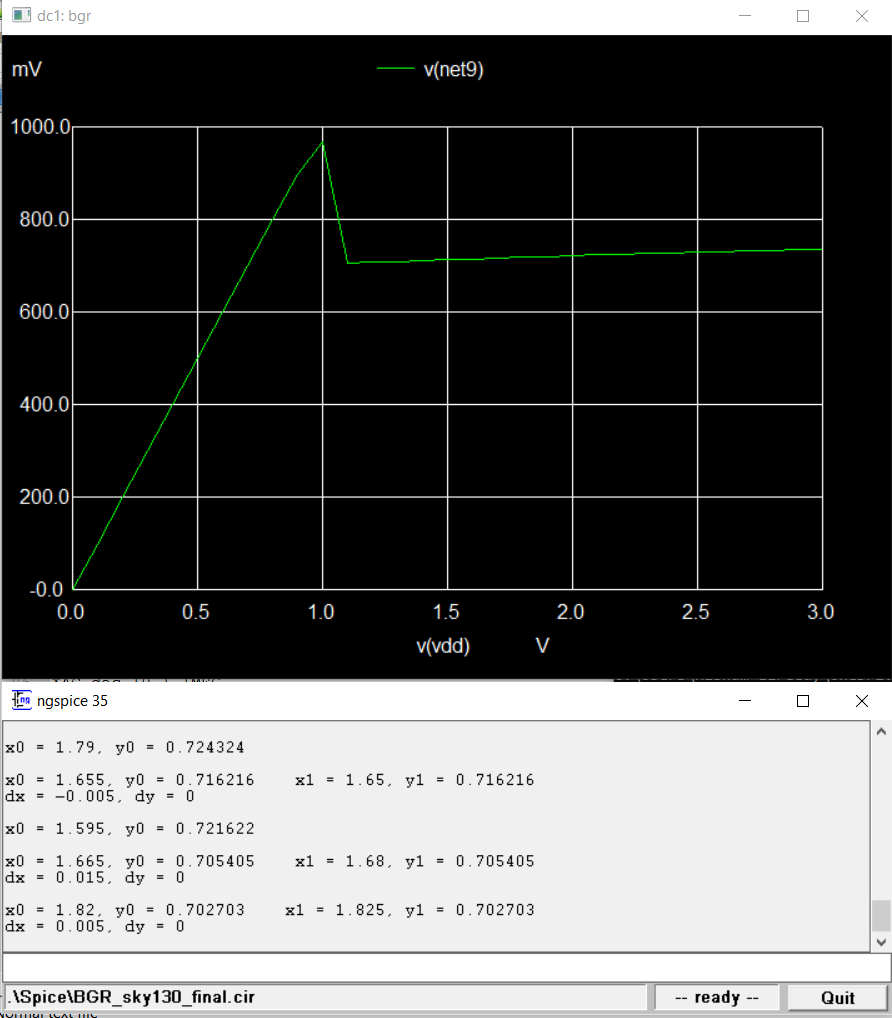 dc1: bgr
mV
v(net9)
1000.0
800.0
600.0
400.0
200.0
-0.0
0.0 0.5 1.0 1.5 2.0 2.5 3.0
v(vdd) V
ngspice 35
x0 = 1.79, y0 = 0.724324
x0 = 1.655, y0 = 0.716216 x1 = 1.65, y1 = 0.716216
dx = -0.005, dy = 0
x0 = 1.595, y0 = 0.721622
x0 = 1.665, y0 = 0.705405 x1 = 1.68, y1 = 0.705405
dx = 0.015, dy = 0
x0 = 1.82, y0 = 0.702703 x1 = 1.825, y1 = 0.702703
dx = 0.005, dy = 0
.\Spice\BGR_sky130_final.cir
-- ready --
Quit
Normal text file